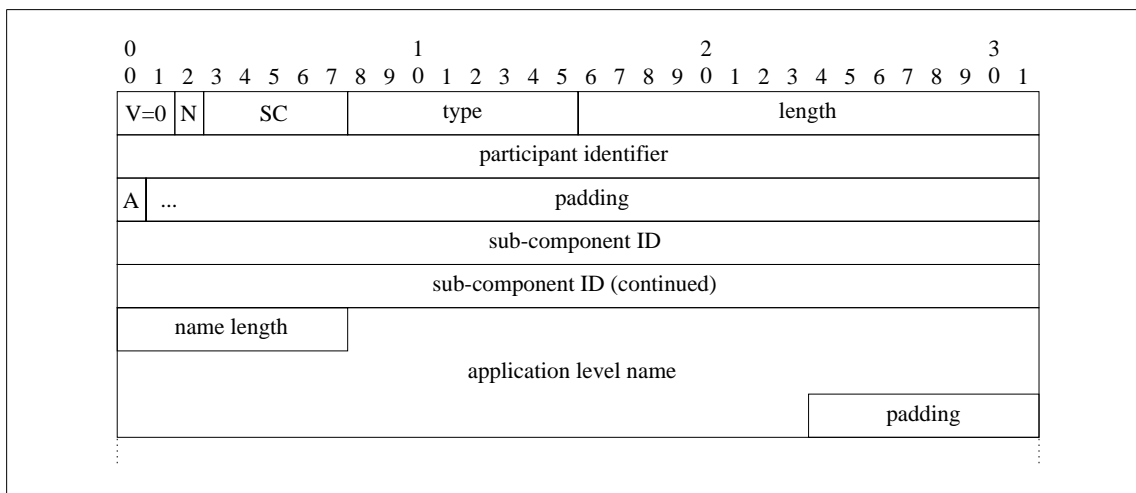 0 1 2 3
0 1 2 3 4 5 6 7 8 9 0 1 2 3 4 5 6 7 8 9 0 1 2 3 4 5 6 7 8 9 0 1
V=0 N SC type length
participant identifier
A ... padding
sub-component ID
sub-component ID (continued)
name length
application level name
padding